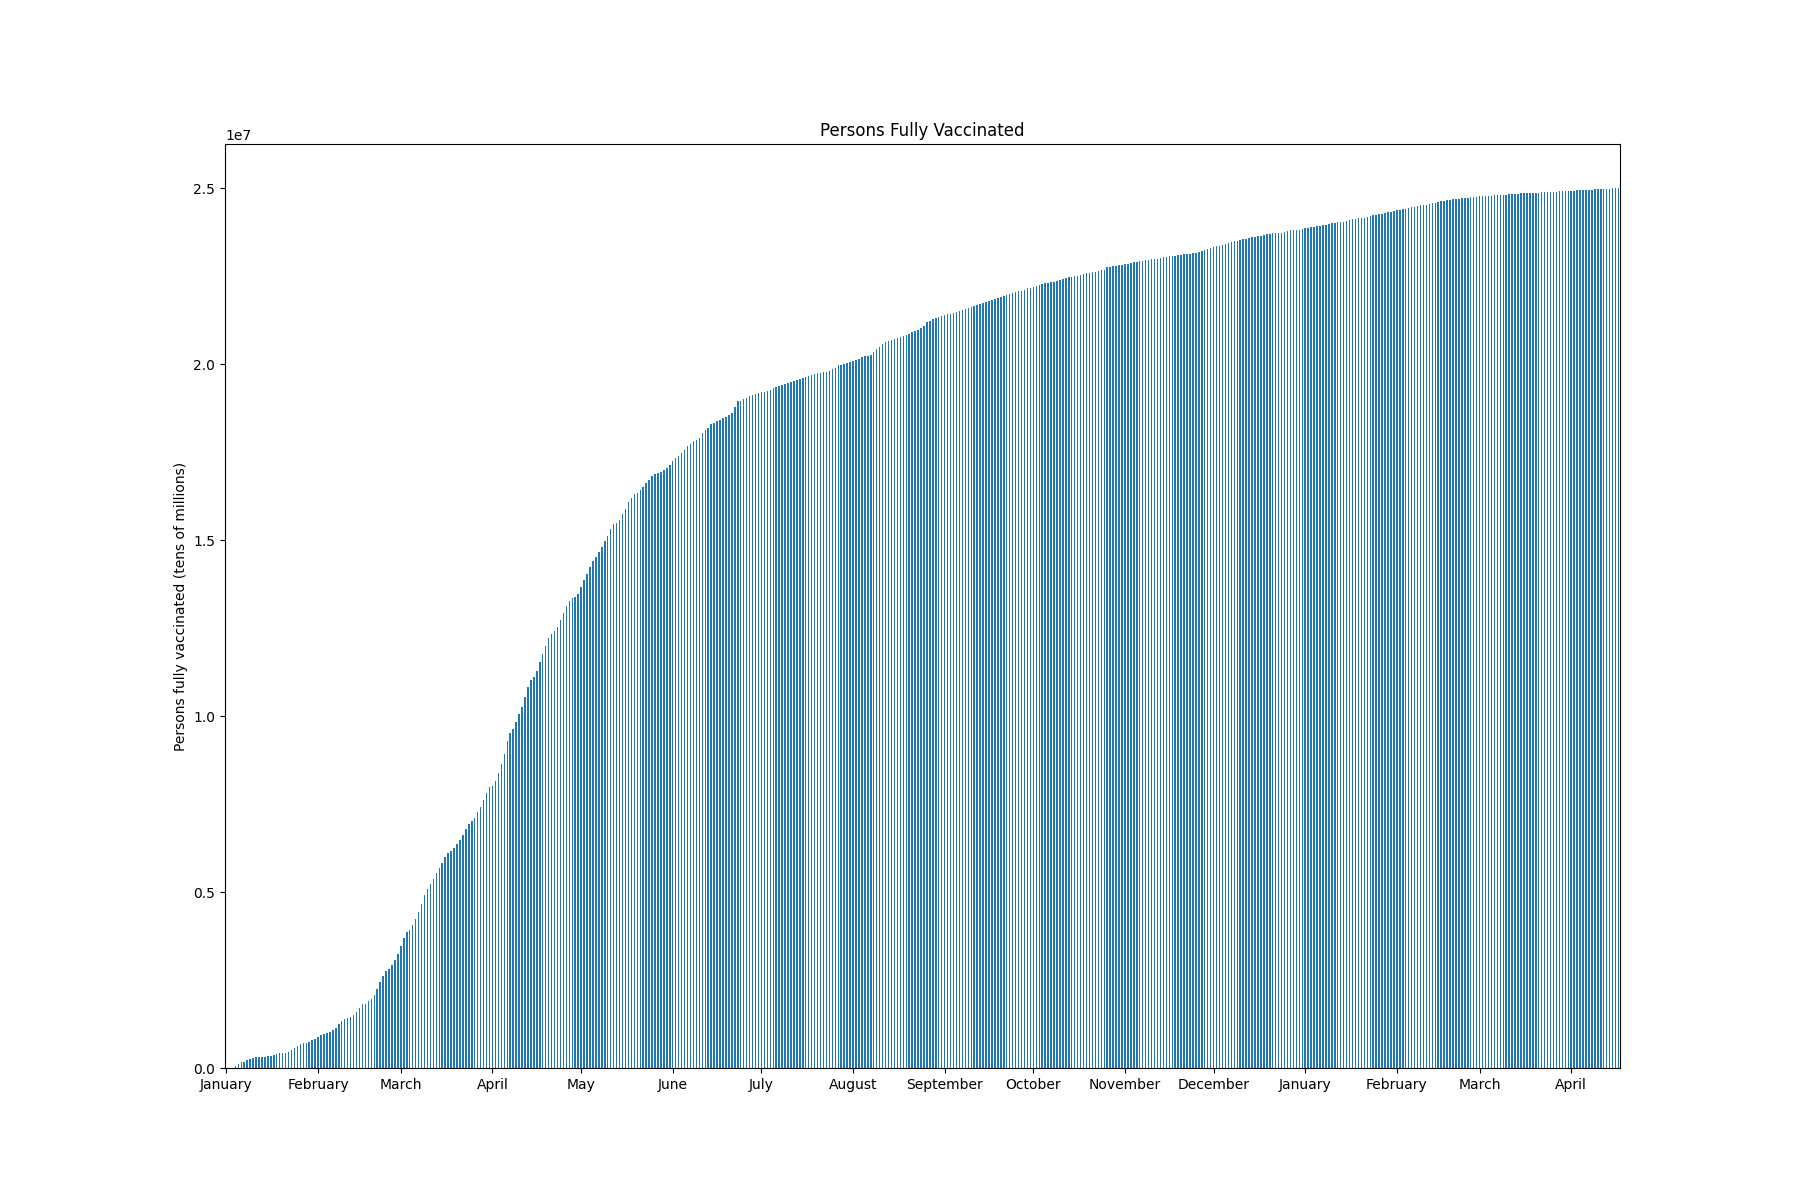 Persons Fully Vaccinated
1e7
2.5
2.0
1.5
1.0
0.5
0.0
Persons fully vaccinated (tens of millions)
January February March April May June July August September October November December January February March April